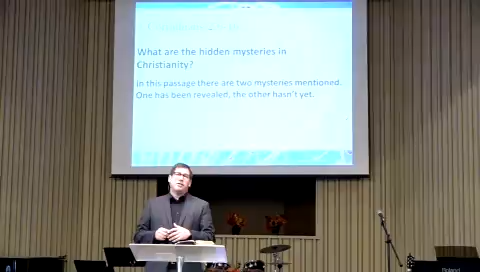 What are the hidden mysteries in
Christianity?
In this passage there are two mysteries mentioned.
One has been revealed, the other hasn't yet.
Roland